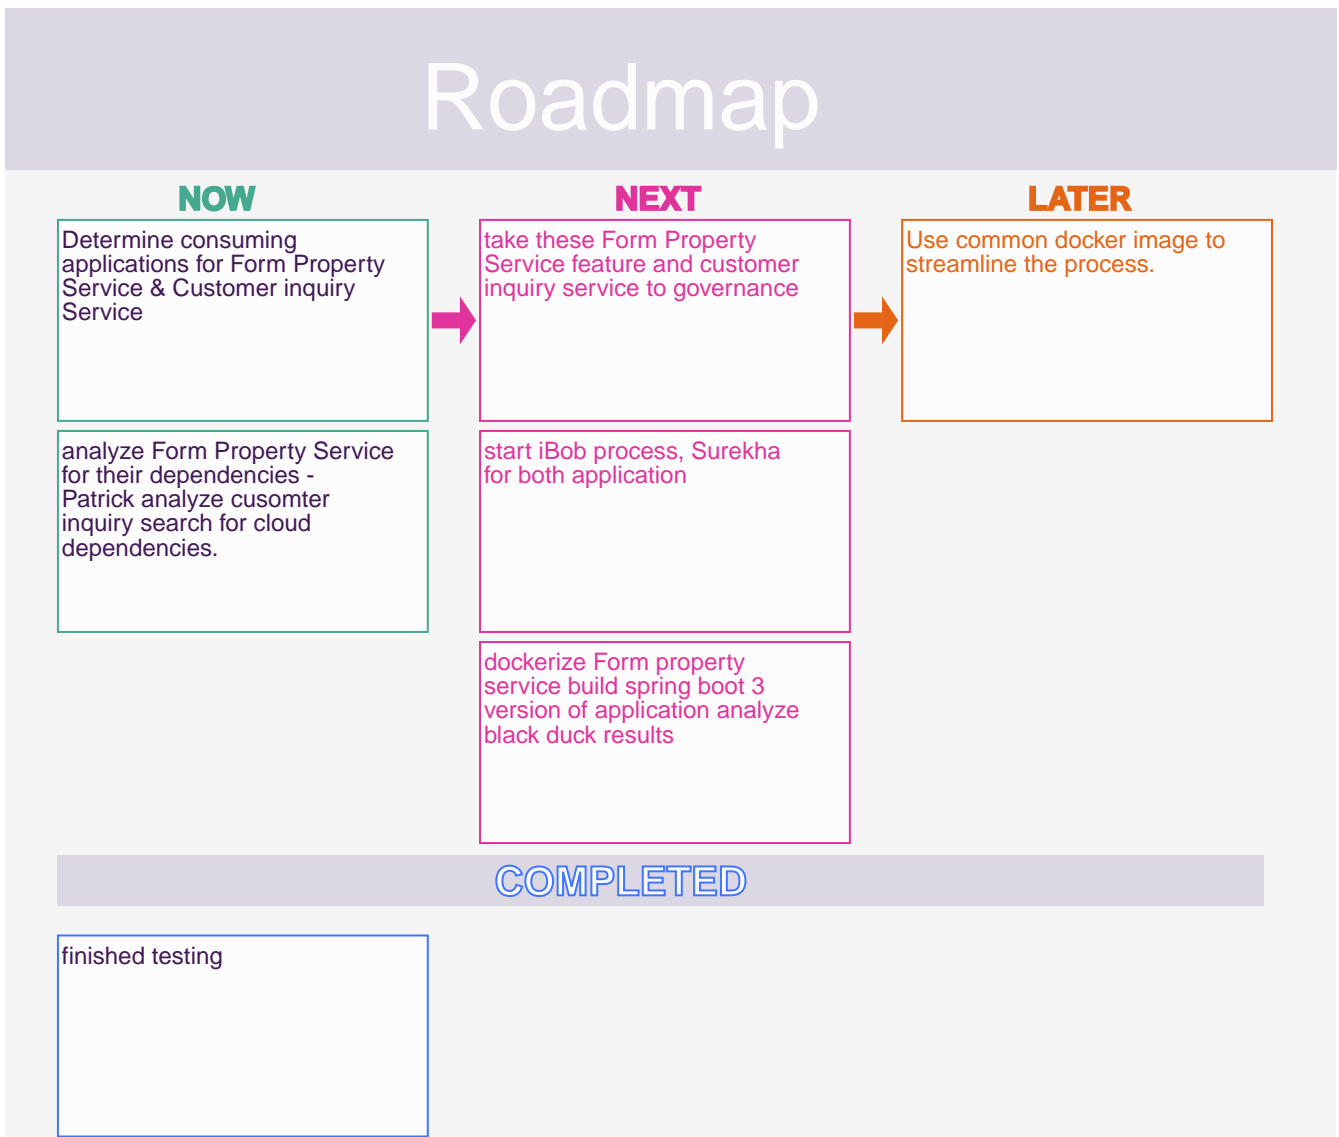 Roadmap
NOW
Determine consuming
applications for Form Property
Service & Customer inquiry
Service
analyze Form Property Service
for their dependencies -
Patrick analyze cusomter
inquiry search for cloud
dependencies.
NEXT
take these Form Property
Service feature and customer
inquiry service to governance
start iBob process, Surekha
for both application
dockerize Form property
service build spring boot 3
version of application analyze
black duck results
LATER
Use common docker image to
streamline the process.
COMPLETED
finished testing